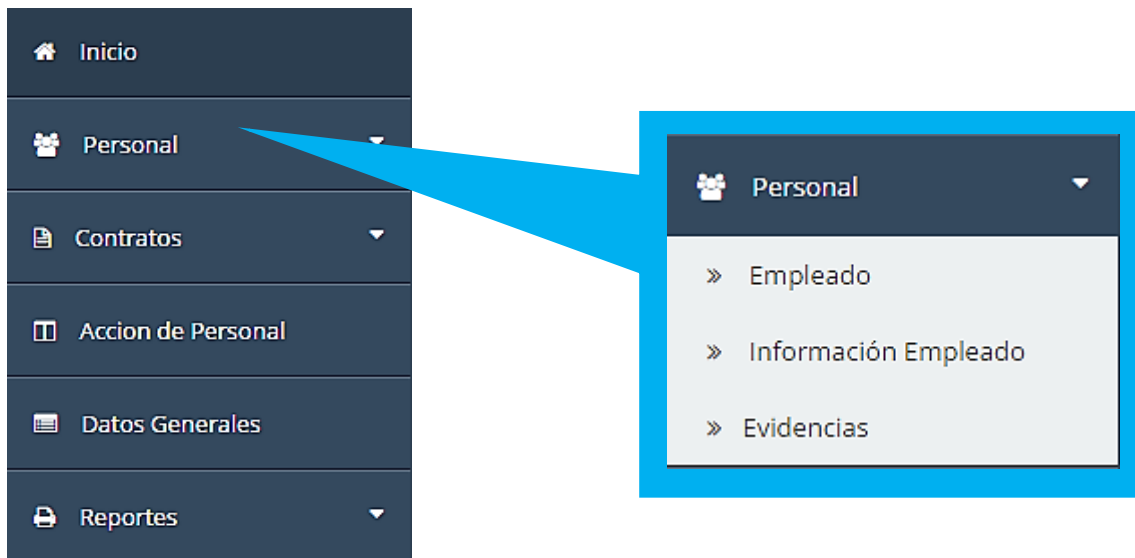 Inicio
Personal
Contratos
Accion de Personal
Datos Generales
Reportes
Personal
Empleado
Información Empleado
Evidencias